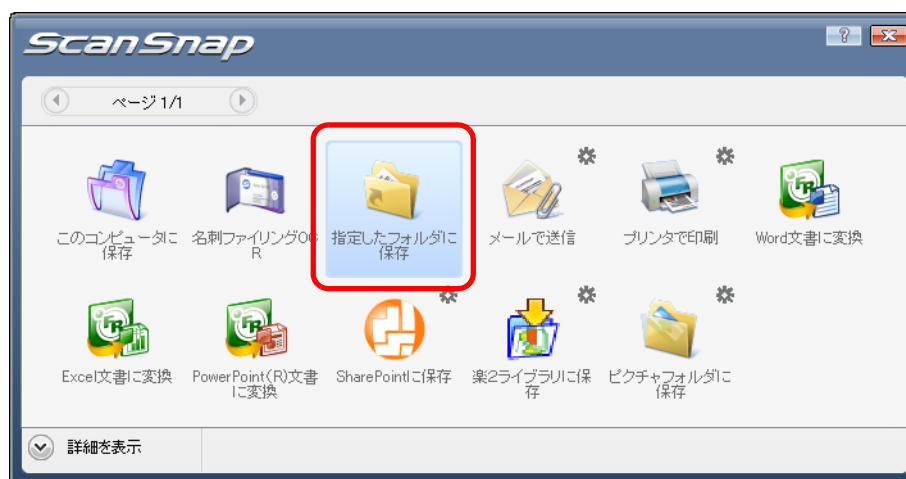 ScanSnap
?
ページ 1/1
このコンピュータに
保存
名刺ファイリングOC
R
指定したフォルダに
保存
メールで送信
プリンタで印刷
Word文書に変換
Excel文書に変換
PowerPoint(R)文書
に変換
SharePointに保存
楽2ライブラリに保
存
ピクチャフォルダに
保存
詳細を表示